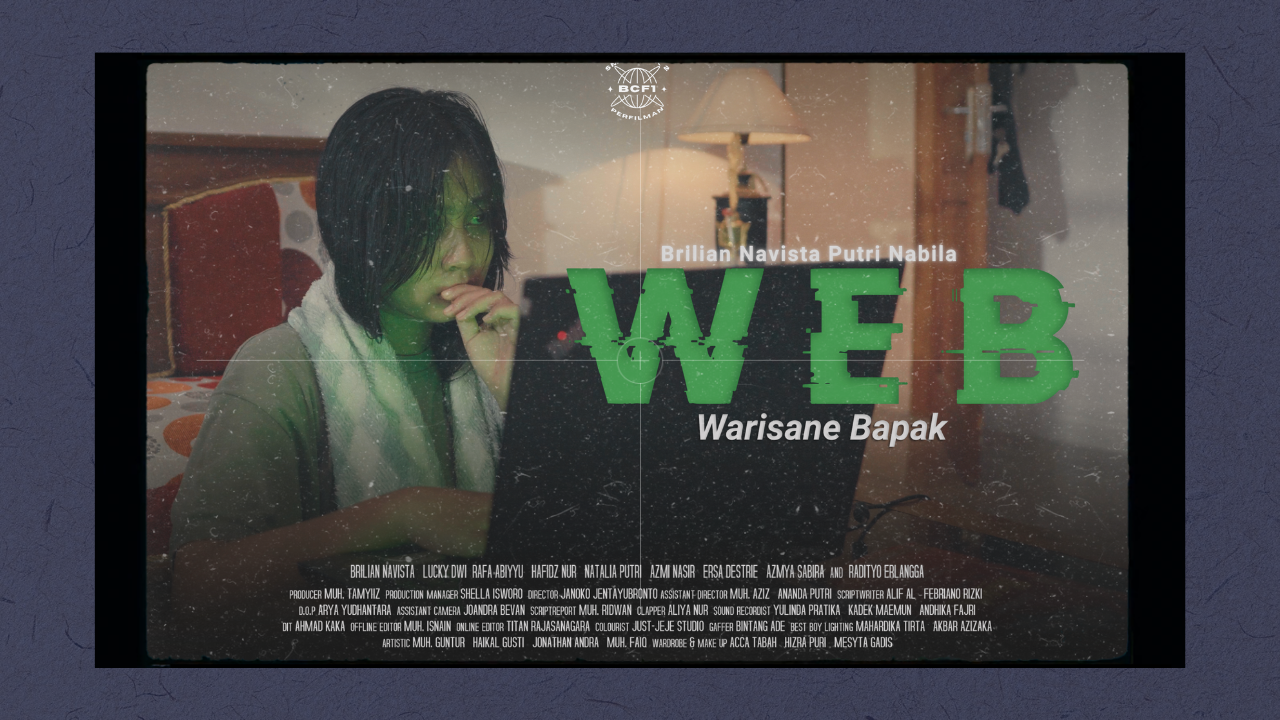 BCF1
PERFILMAN
Brilian Navista Putri Nabila
WEB
Warisane Bapak
BRILIAN NAVISTA LUCKY DWI RAFA ABIYYU HAFIDZ NUR NATALIA PUTRI AZMI NASIR ERSA DESTRIE AZMYA SABIRA AND RADITYO ERLANGGA
PRODUCER MUH. TAMYIIZ PRODUCTION MANAGER SHELLA ISWORO DIRECTOR JANOKO JENTAYUBRONTO ASSISTANT DIRECTOR MUH. AZIZ - ANANDA PUTRI SCRIPTWRITER ALIF AL - FEBRIANO RIZKI
D.O.P ARYA YUDHANTARA ASSISIANT CAMERA JOANDRA BEVAN SCRIPTREPORT MUH. RIDWAN CLAPPER ALIYA NUR SOUND RECORDIST YULINDA PRATIKA KADEK MAEMUN ANDHIKA FAJRI
DIT AHMAD KAKA OFFLINE EDITOR MUH. ISNAIN ONLINE EDITOR TITAN RAJASANAGARA COLOURIST JUST-JEJE STUDIO GAFFER BINTANG ADE BEST BOY LIGHTING MAHARDIKA TIRTA AKBAR AZIZAKA
ARTISTIC MUH. GUNTUR HAIKAL GUSTI JONATHAN ANDRA MUH. FAIQ WARDROBE & MAKE UP ACCA TABAH HIZRA PURI . MESYTA GADIS